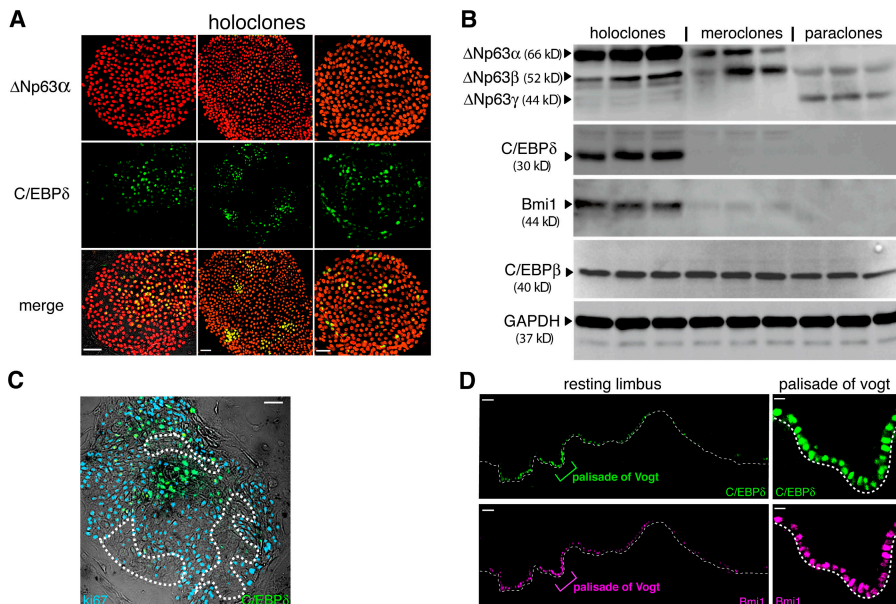 A
holoclones
ΔNp63α
C/EBPδ
merge
B
holoclones | meroclones | paraclones
ΔNp63α (66 kD)
ΔNp63β (52 kD)
ΔNp63γ (44 kD)
C/EBPδ
(30 kD)
Bmi1
(44 kD)
C/EBPβ
(40 kD)
GAPDH
(37 kD)
C
ki67 C/EBPδ
D
resting limbus palisade of vogt
palisade of Vogt
C/EBPδ C/EBPδ
palisade of Vogt
Bmi1 Bmi1